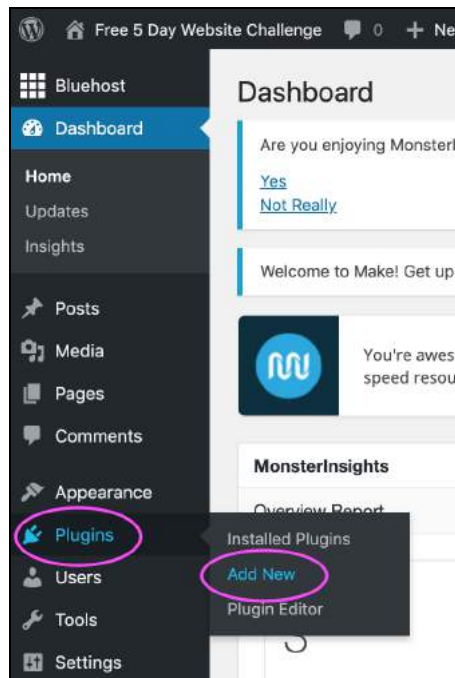 Free 5 Day Website Challenge 0 + Ne
Bluehost
Dashboard
Home
Updates
Insights
Posts
Media
Pages
Comments
Appearance
Plugins
Users
Tools
Settings
Installed Plugins
Add New
Plugin Editor
Dashboard
Are you enjoying MonsterI
Yes
Not Really
Welcome to Make! Get up
You're awes
speed resou
MonsterInsights
Overview Report